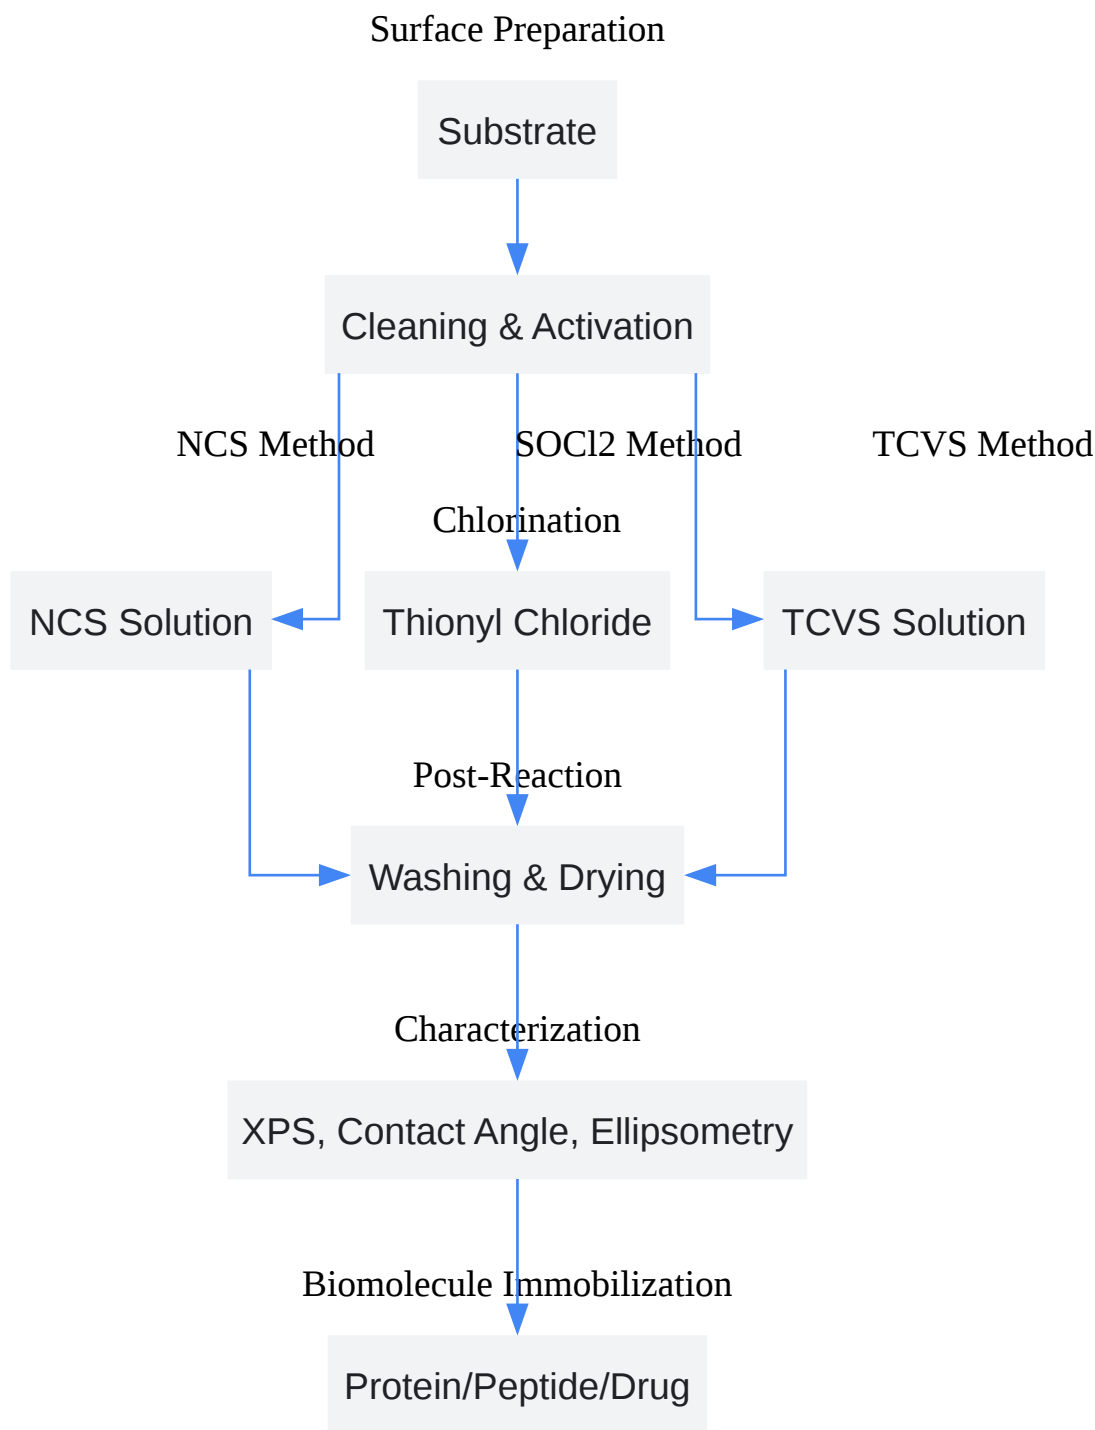 Surface Preparation
Substrate
Cleaning & Activation
NCS Method
SOCl2 Method
TCVS Method
Chlorination
NCS Solution
Thionyl Chloride
TCVS Solution
Post-Reaction
Washing & Drying
Characterization
XPS, Contact Angle, Ellipsometry
Biomolecule Immobilization
Protein/Peptide/Drug